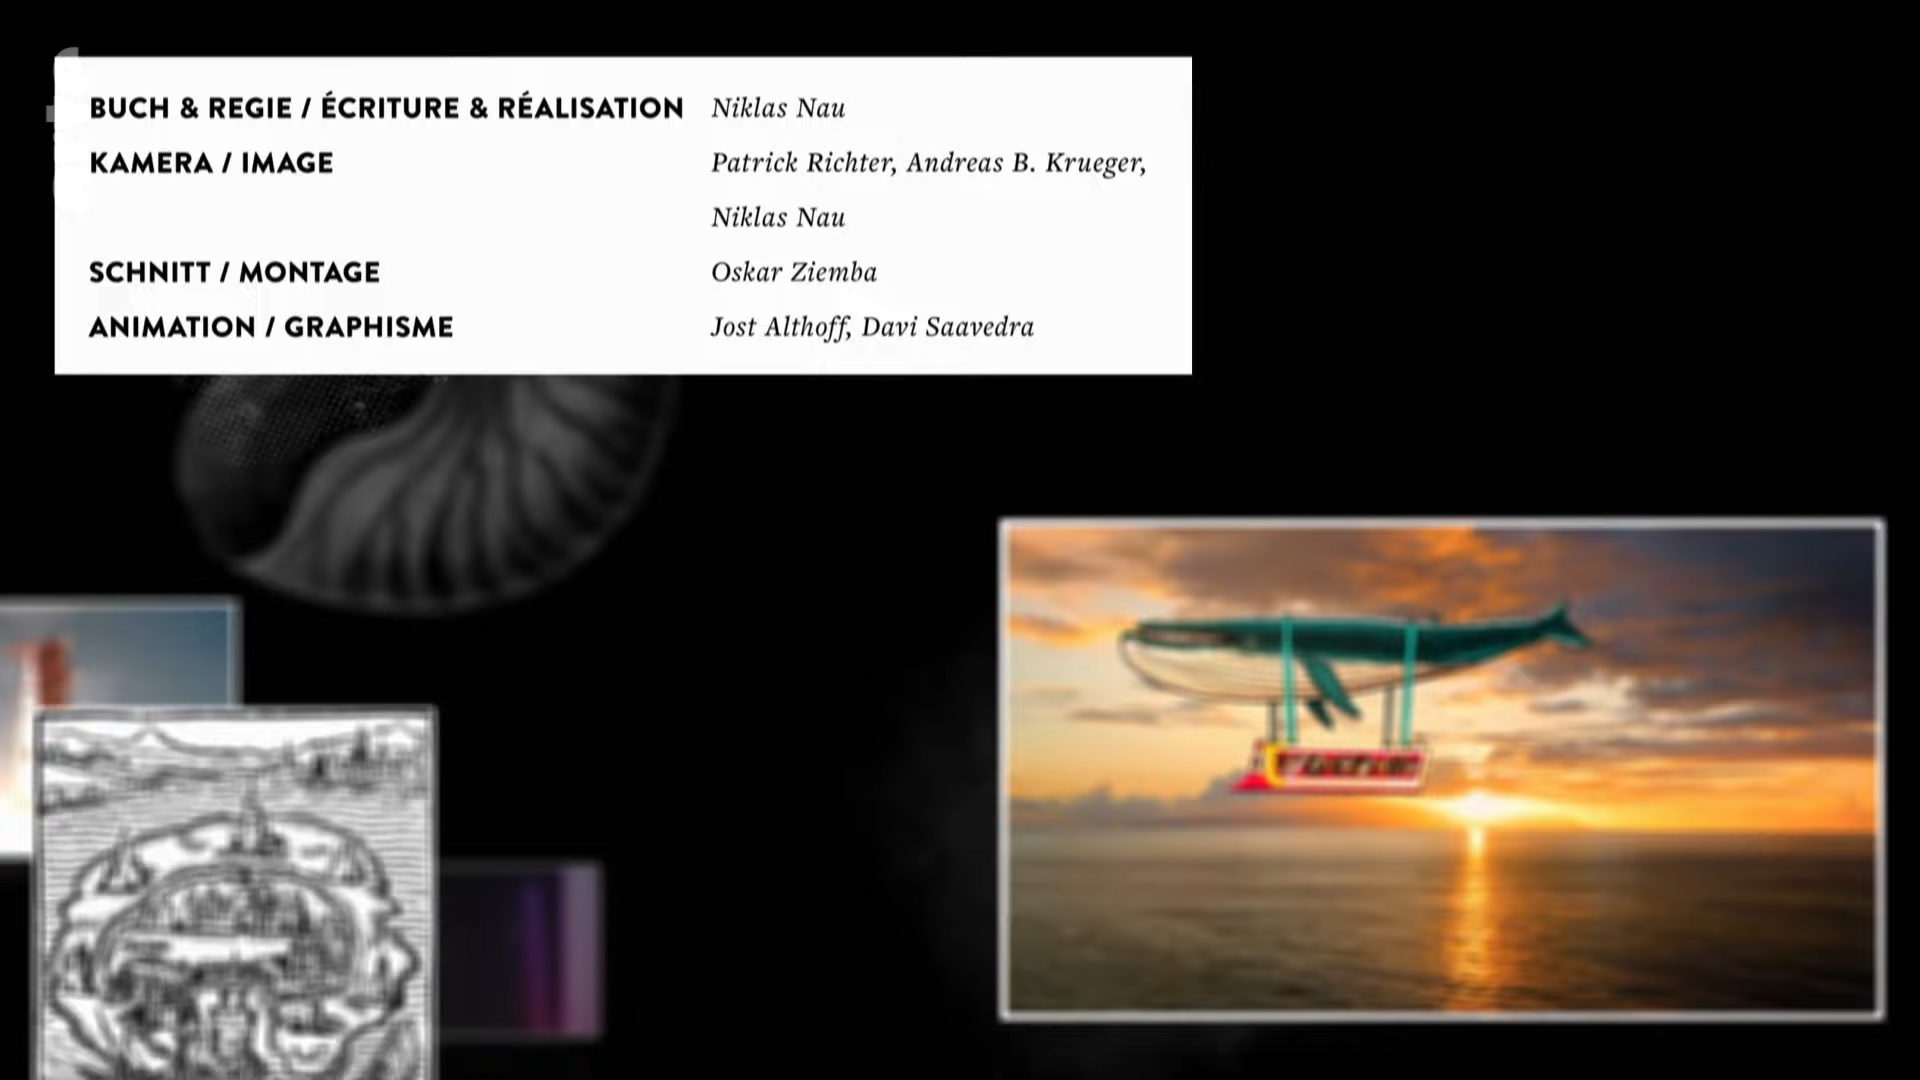 BUCH & REGIE / ÉCRITURE & RÉALISATION Niklas Nau
KAMERA / IMAGE Patrick Richter, Andreas B. Krueger,
Niklas Nau
SCHNITT / MONTAGE Oskar Ziemba
ANIMATION / GRAPHISME Jost Althoff, Davi Saavedra